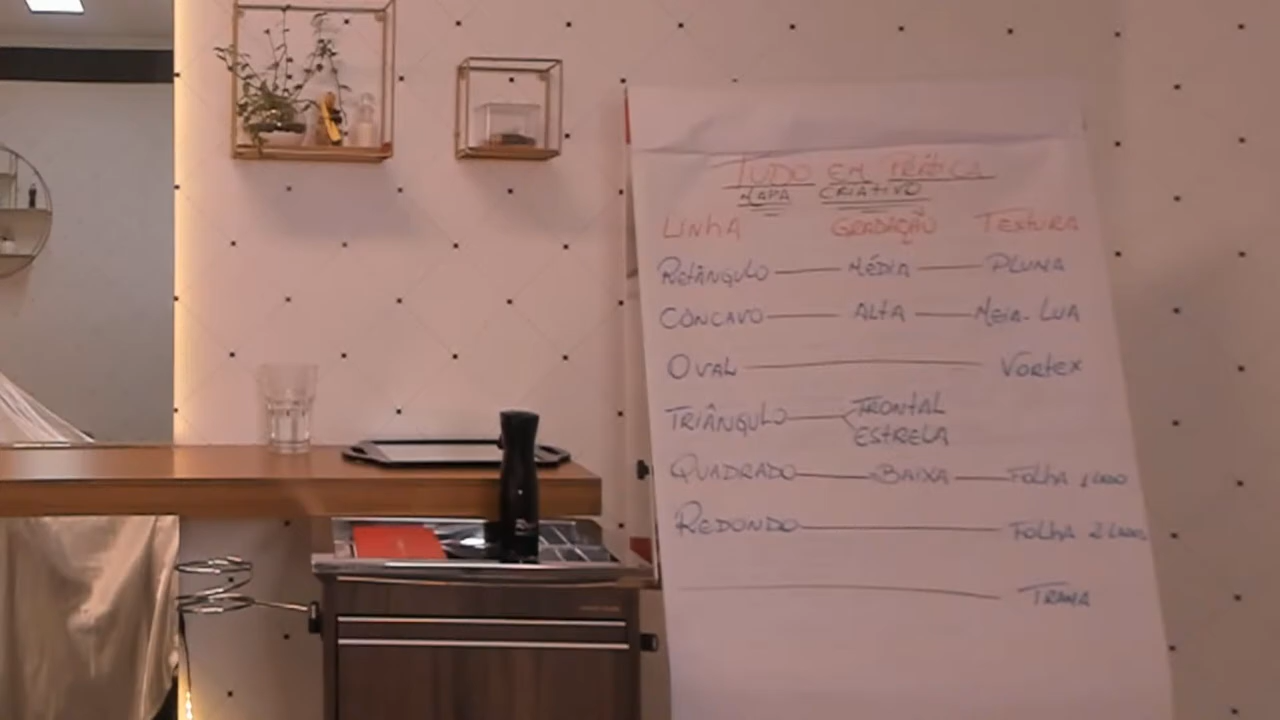 TUDO EM PRÁTICA
MAPA CRIATIVO
LINHA GRADAÇÃO TEXTURA
RETÂNGULO — MÉDIA — PLUMA
CÔNCAVO — ALTA — MEIA-LUA
OVAL — VORTEX
TRIÂNGULO — FRONTAL
ESTRELA
QUADRADO — BAIXA — FOLHA 1 LADO
REDONDO — FOLHA 2 LADOS
— TRAMA